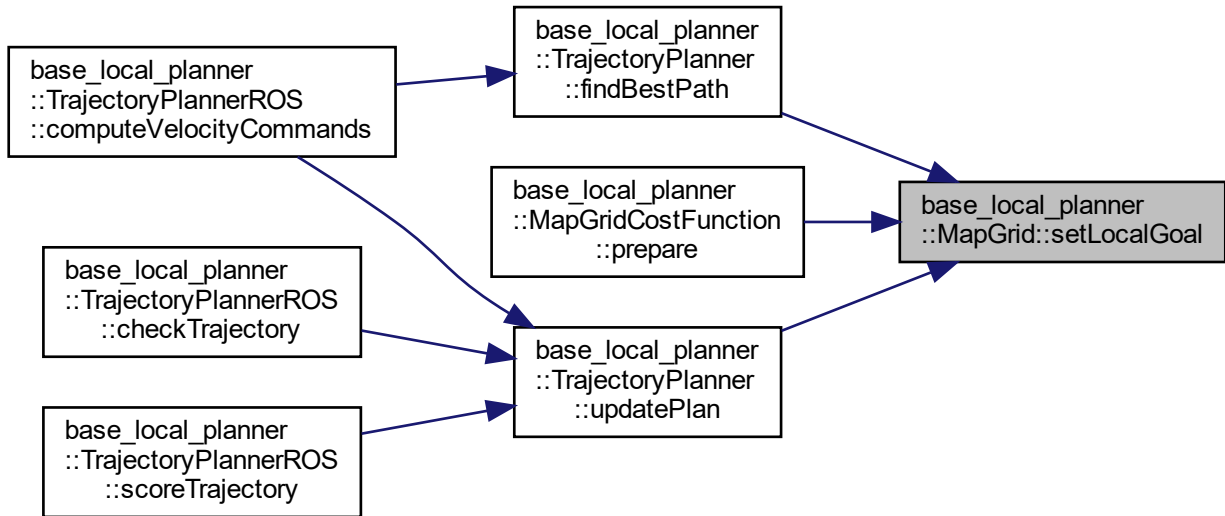 base_local_planner
::TrajectoryPlannerROS
::computeVelocityCommands
base_local_planner
::TrajectoryPlanner
::findBestPath
base_local_planner
::MapGridCostFunction
::prepare
base_local_planner
::MapGrid::setLocalGoal
base_local_planner
::TrajectoryPlannerROS
::checkTrajectory
base_local_planner
::TrajectoryPlanner
::updatePlan
base_local_planner
::TrajectoryPlannerROS
::scoreTrajectory